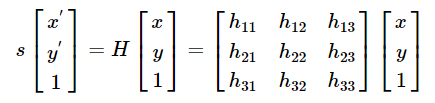 s [x' y' 1] = H [x y 1] = [h11 h12 h13 h21 h22 h23 h31 h32 h33] [x y 1]